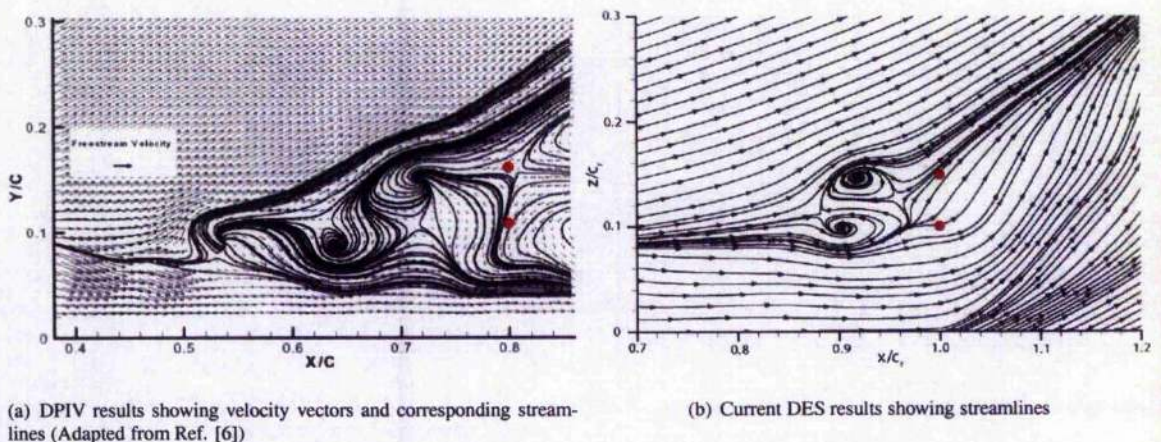 0.3
0.2
0.1
0
Y/C
Freestream Velocity
0.4
0.5
0.6
0.7
0.8
X/C
0.3
0.2
0.1
0
z/cᵣ
0.7
0.8
0.9
1.0
1.1
1.2
x/cᵣ
(a) DPIV results showing velocity vectors and corresponding stream-
lines (Adapted from Ref. [6])
(b) Current DES results showing streamlines